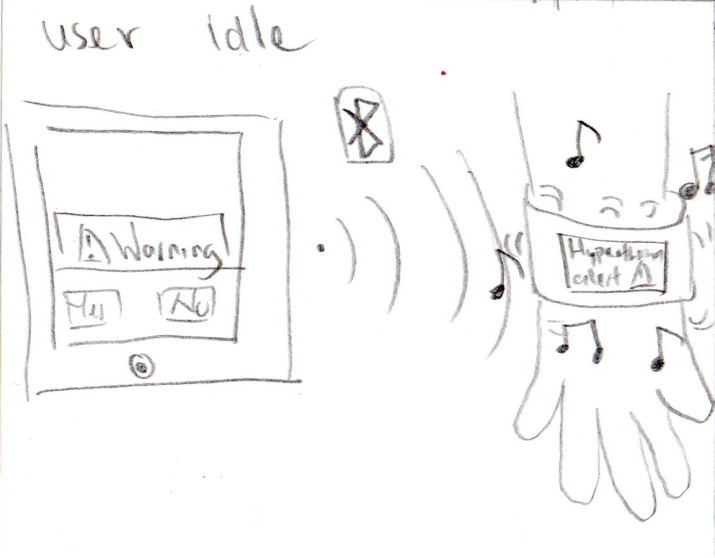 user idle
Warning
No
alert